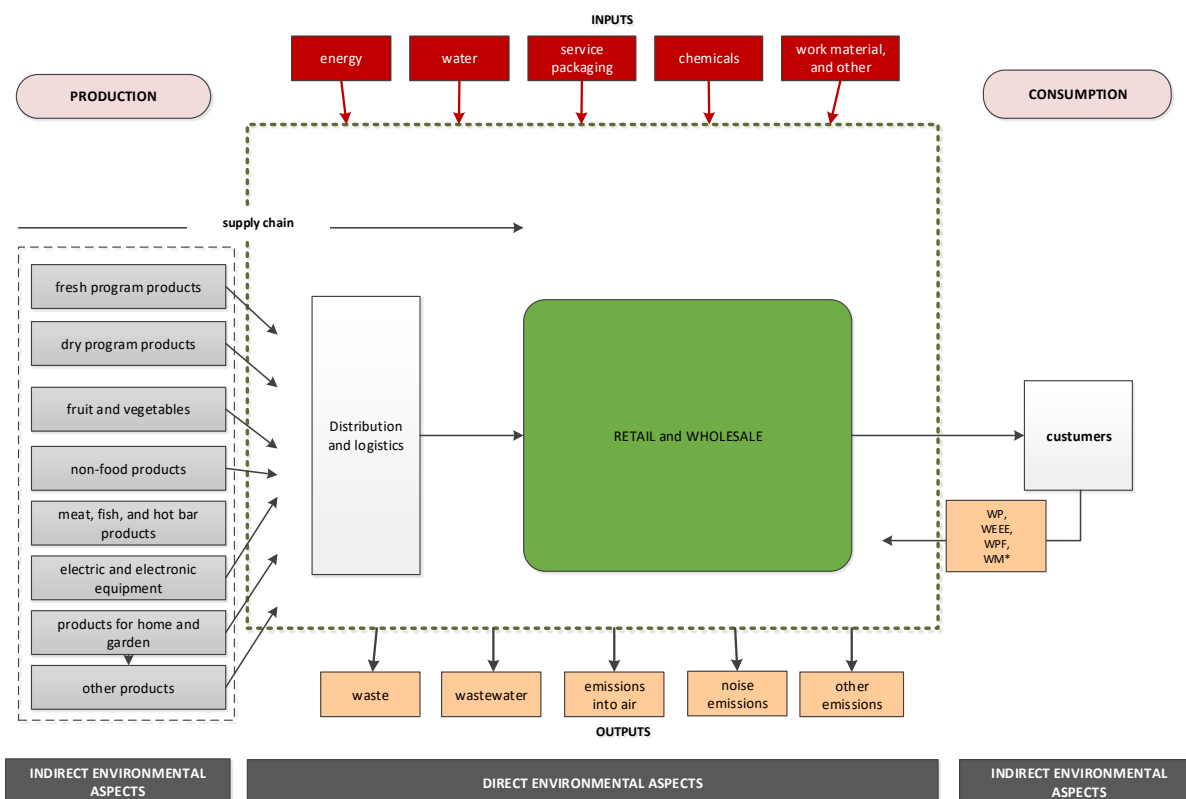 INPUTS
energy
water
service
packaging
chemicals
work material,
and other
PRODUCTION
CONSUMPTION
supply chain
fresh program products
dry program products
fruit and vegetables
non-food products
meat, fish, and hot bar
products
electric and electronic
equipment
products for home and
garden
other products
Distribution
and logistics
RETAIL and WHOLESALE
custumers
WP,
WEEE,
WPF,
WM*
waste
wastewater
emissions
into air
noise
emissions
other
emissions
OUTPUTS
INDIRECT ENVIRONMENTAL
ASPECTS
DIRECT ENVIRONMENTAL ASPECTS
INDIRECT ENVIRONMENTAL
ASPECTS